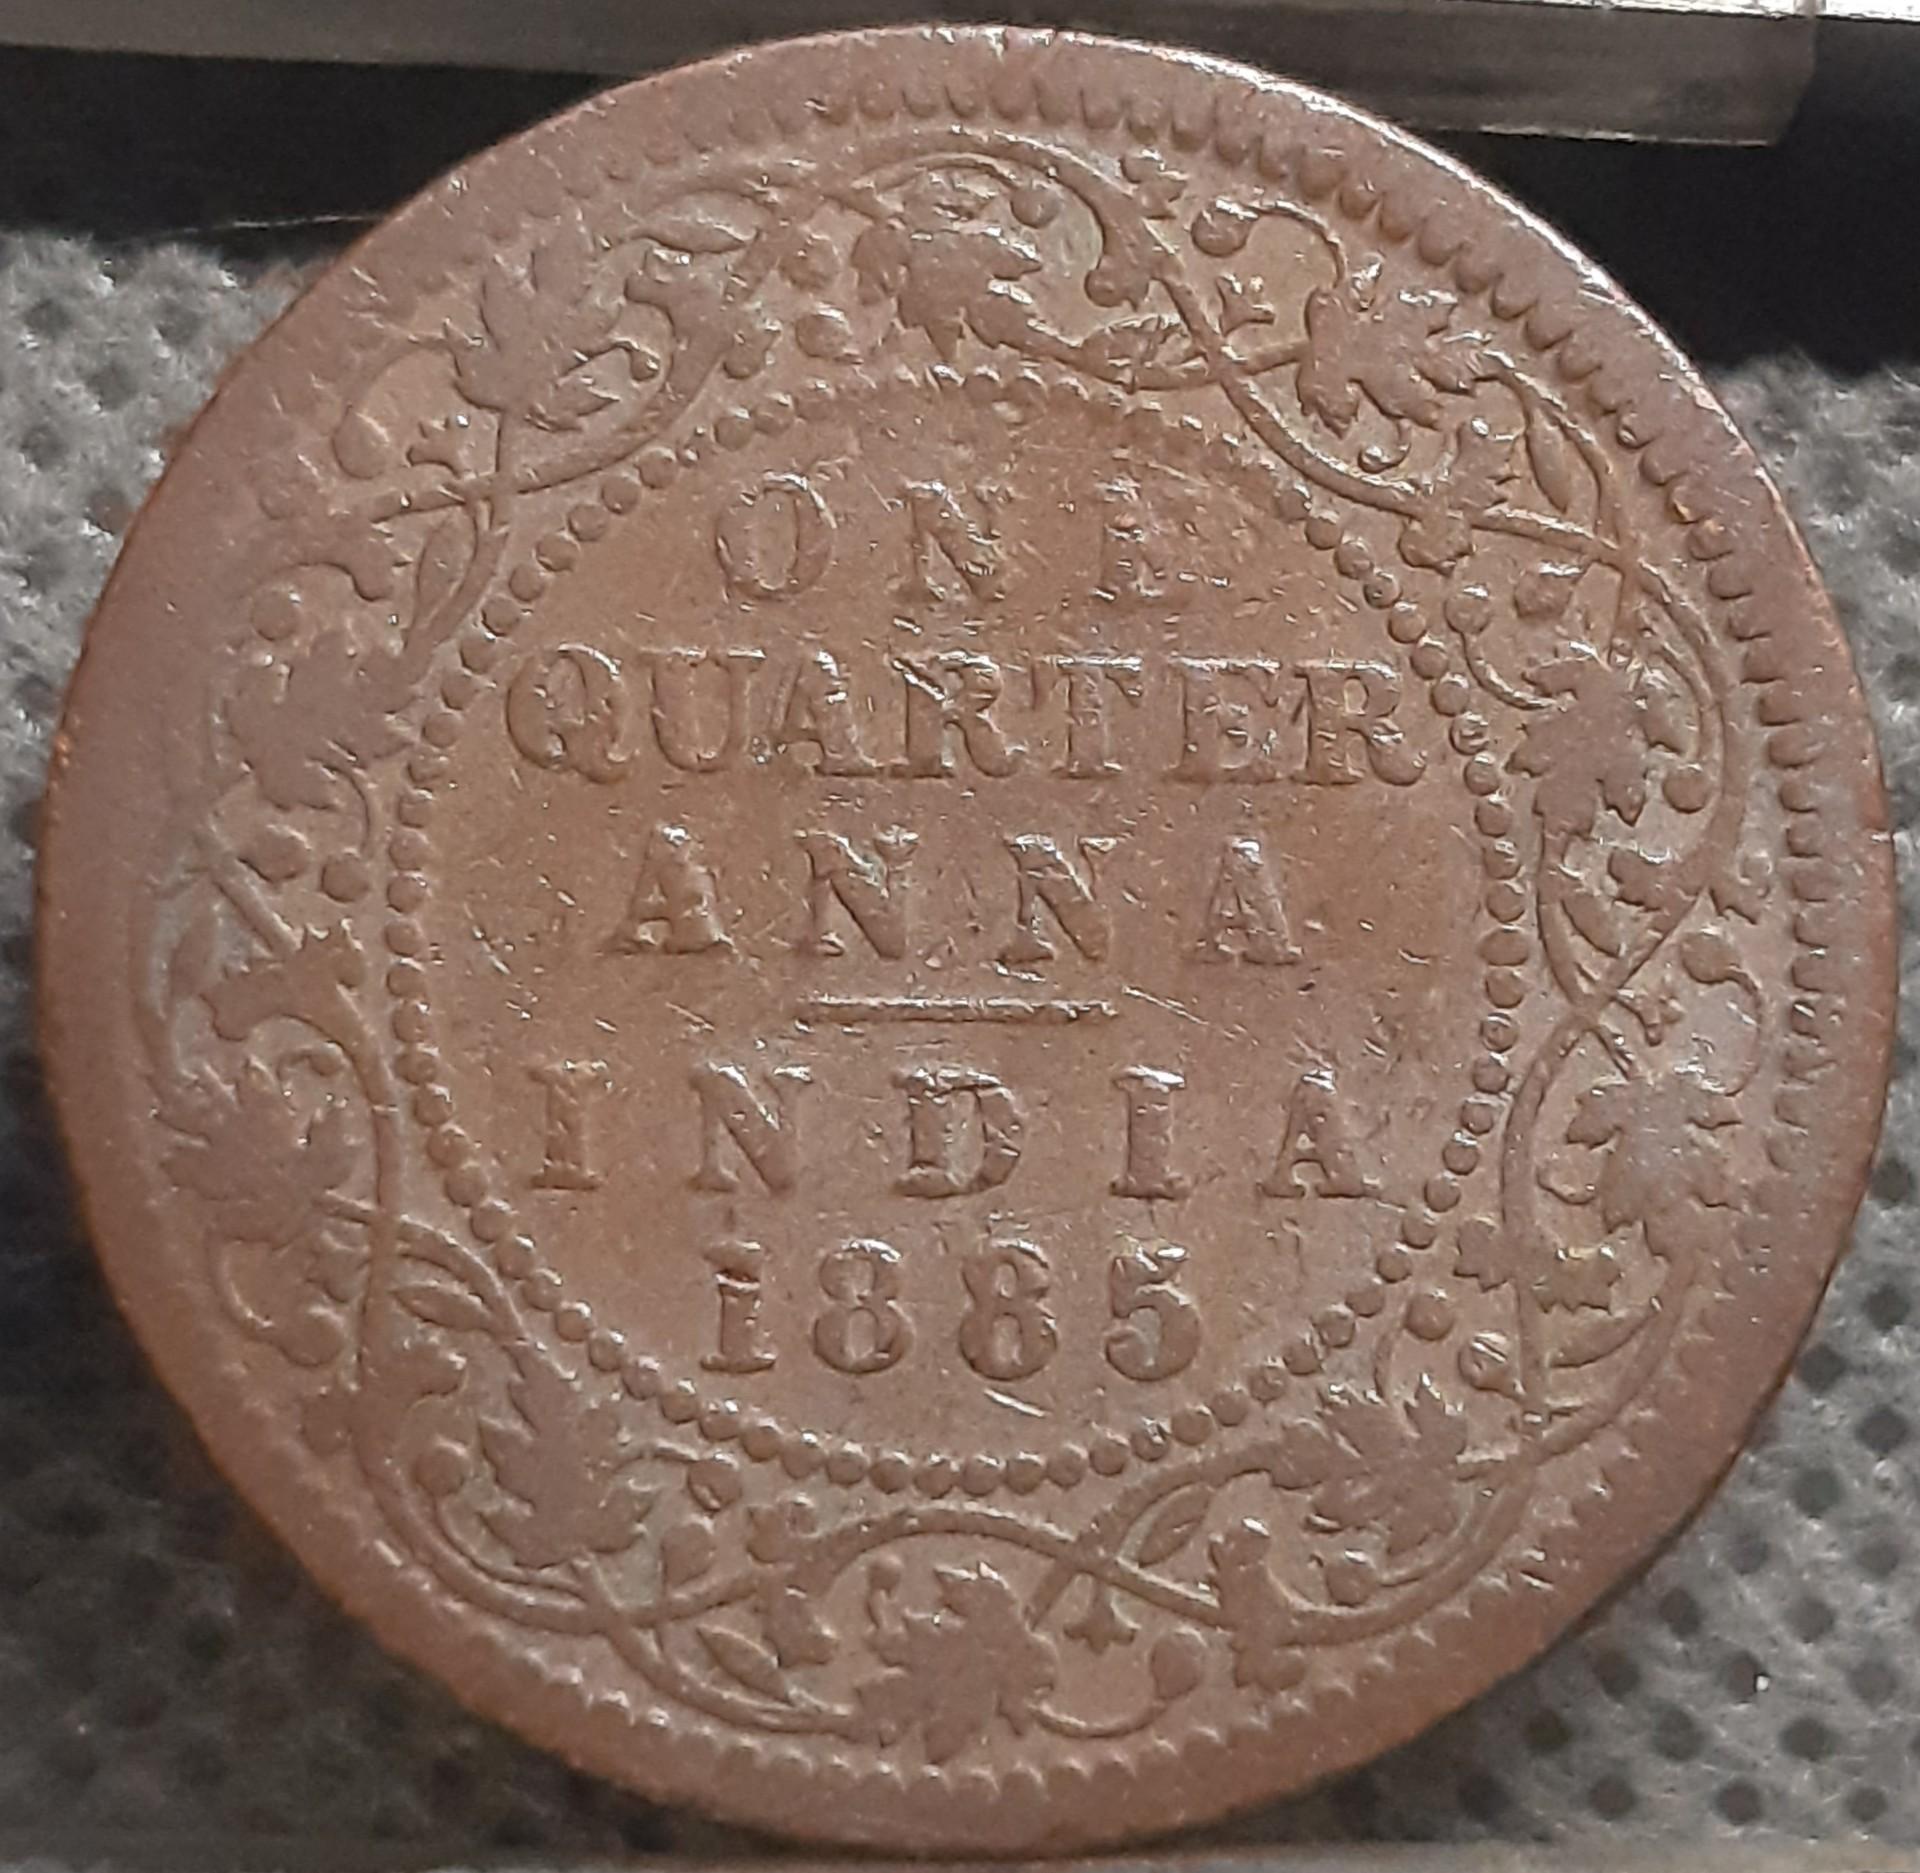 ONE
QUARTER
ANNA
INDIA
1885